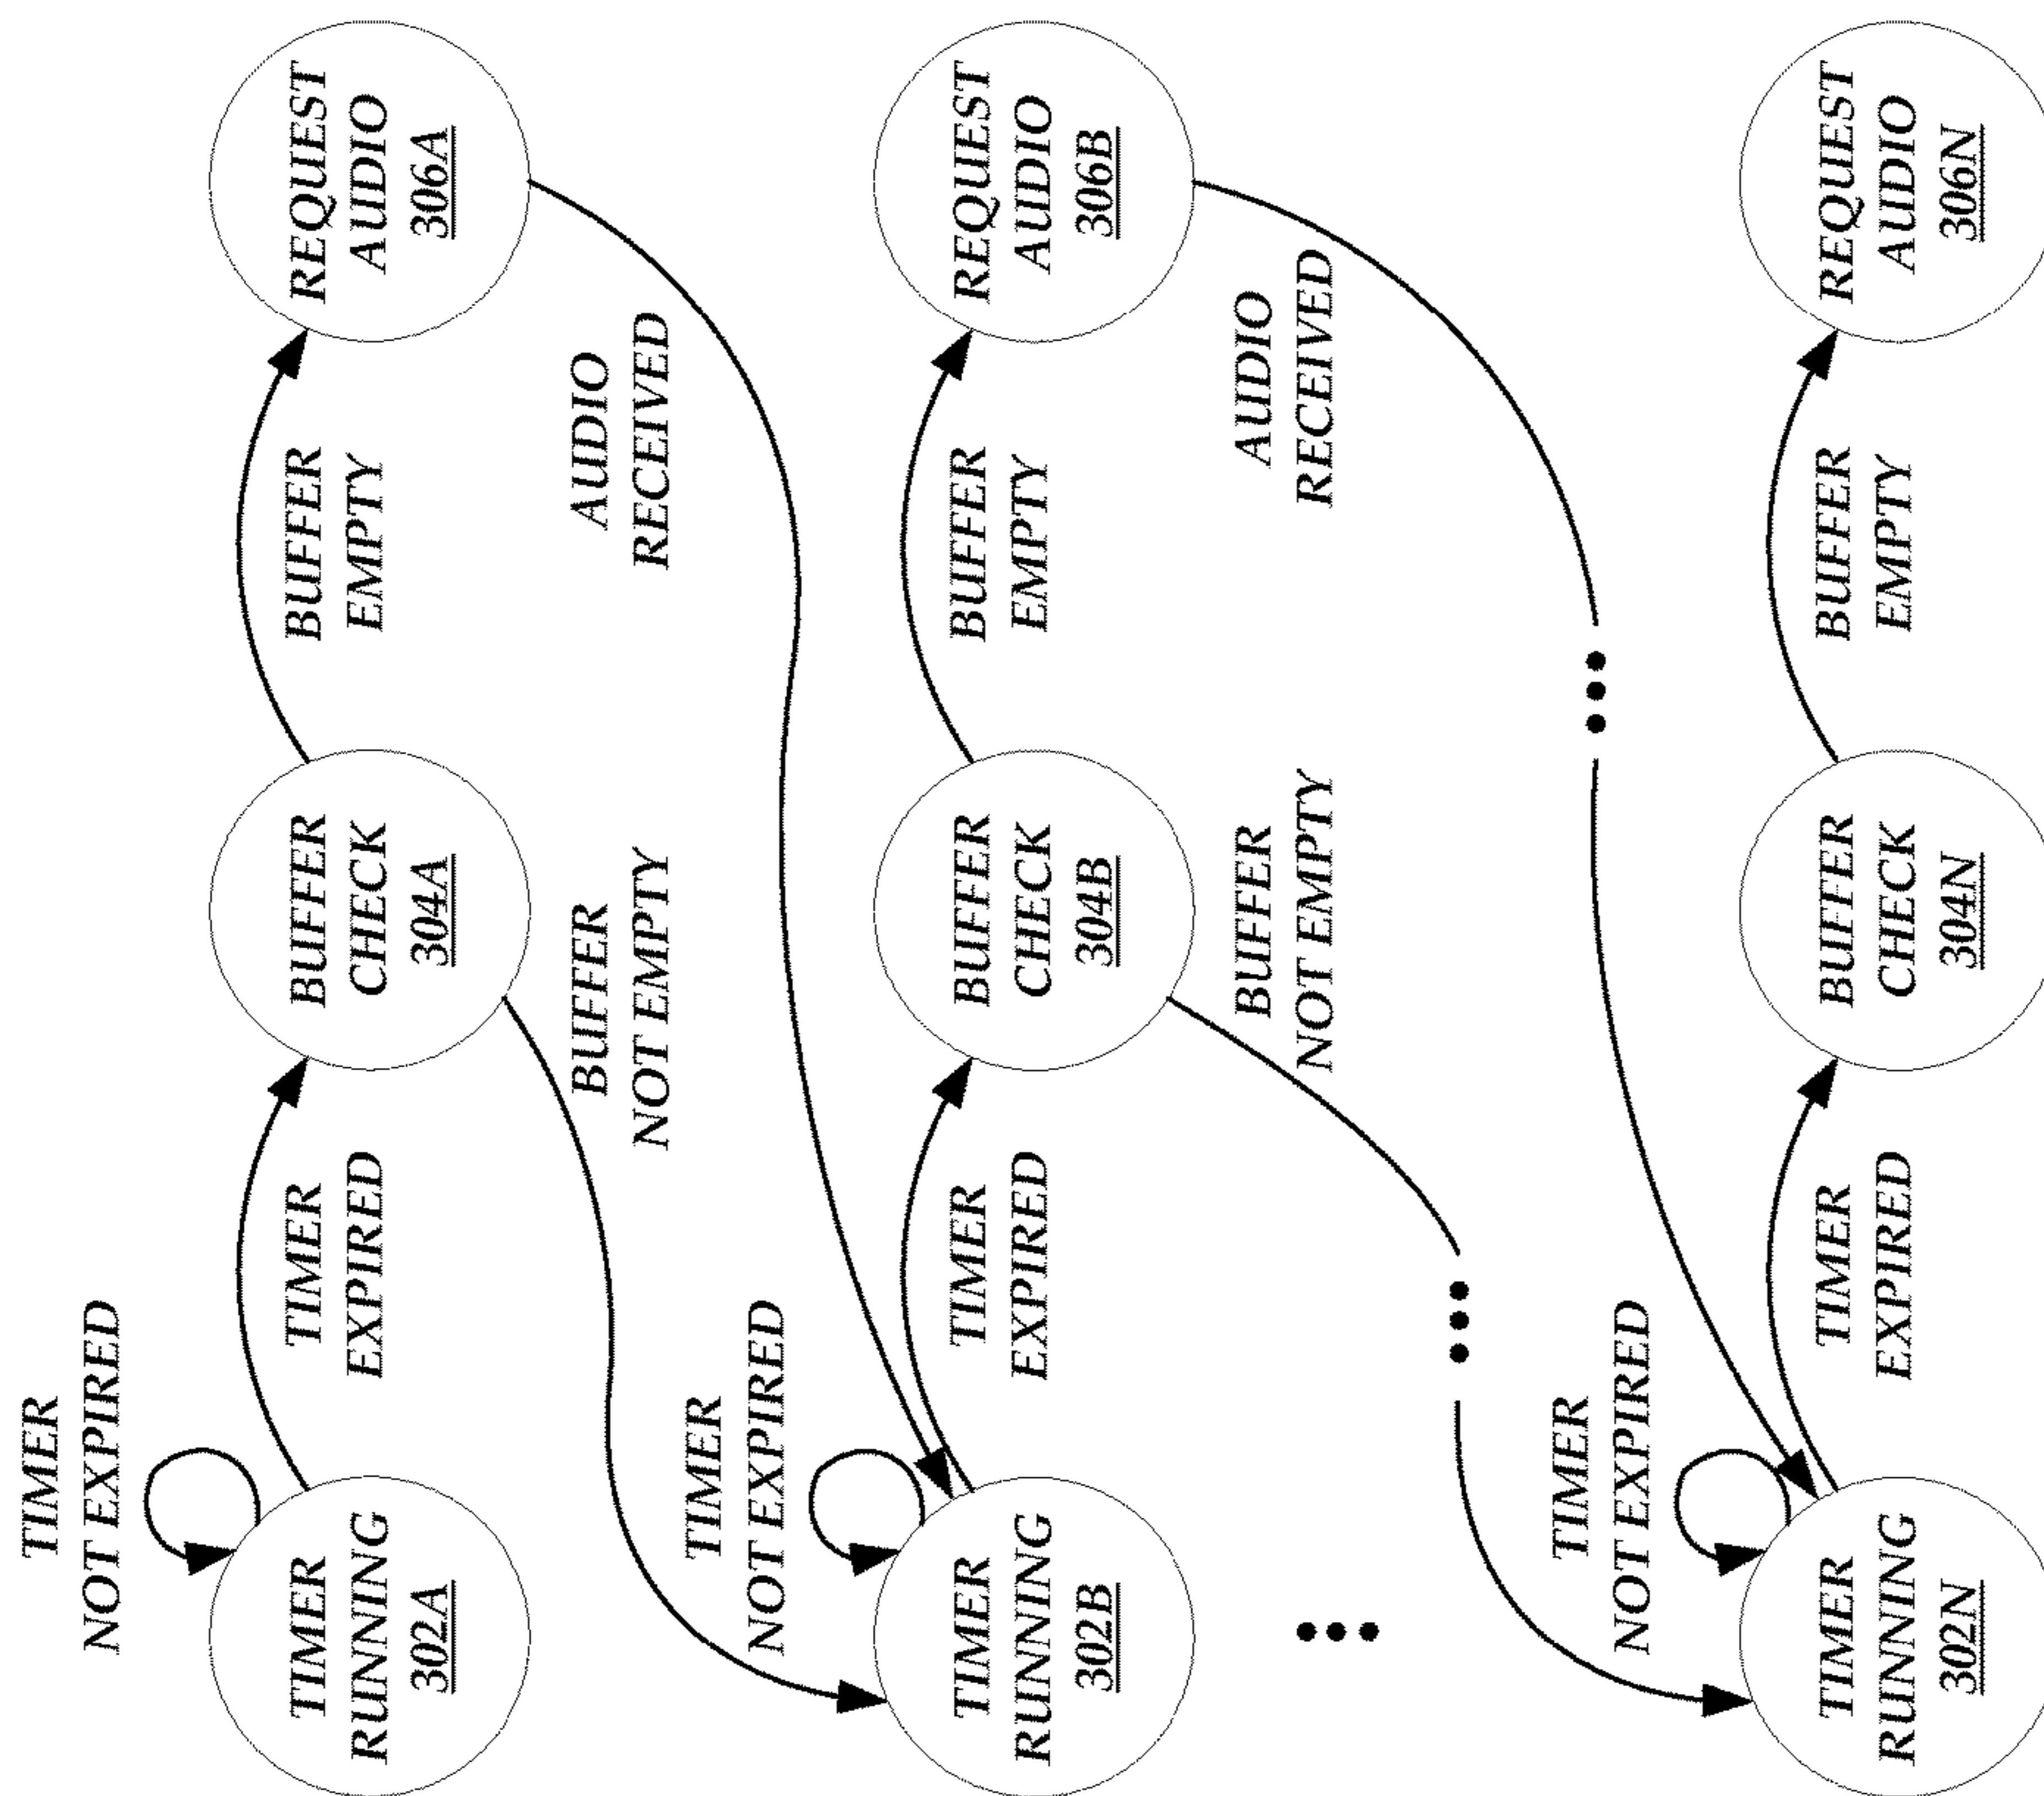 TIMER
NOT EXPIRED
TIMER
RUNNING
302A
TIMER
EXPIRED
BUFFER
CHECK
304A
BUFFER
EMPTY
REQUEST
AUDIO
306A
BUFFER
NOT EMPTY
AUDIO
RECEIVED
TIMER
NOT EXPIRED
TIMER
RUNNING
302B
TIMER
EXPIRED
BUFFER
CHECK
304B
BUFFER
EMPTY
REQUEST
AUDIO
306B
BUFFER
NOT EMPTY
AUDIO
RECEIVED
TIMER
NOT EXPIRED
TIMER
RUNNING
302N
TIMER
EXPIRED
BUFFER
CHECK
304N
BUFFER
EMPTY
REQUEST
AUDIO
306N